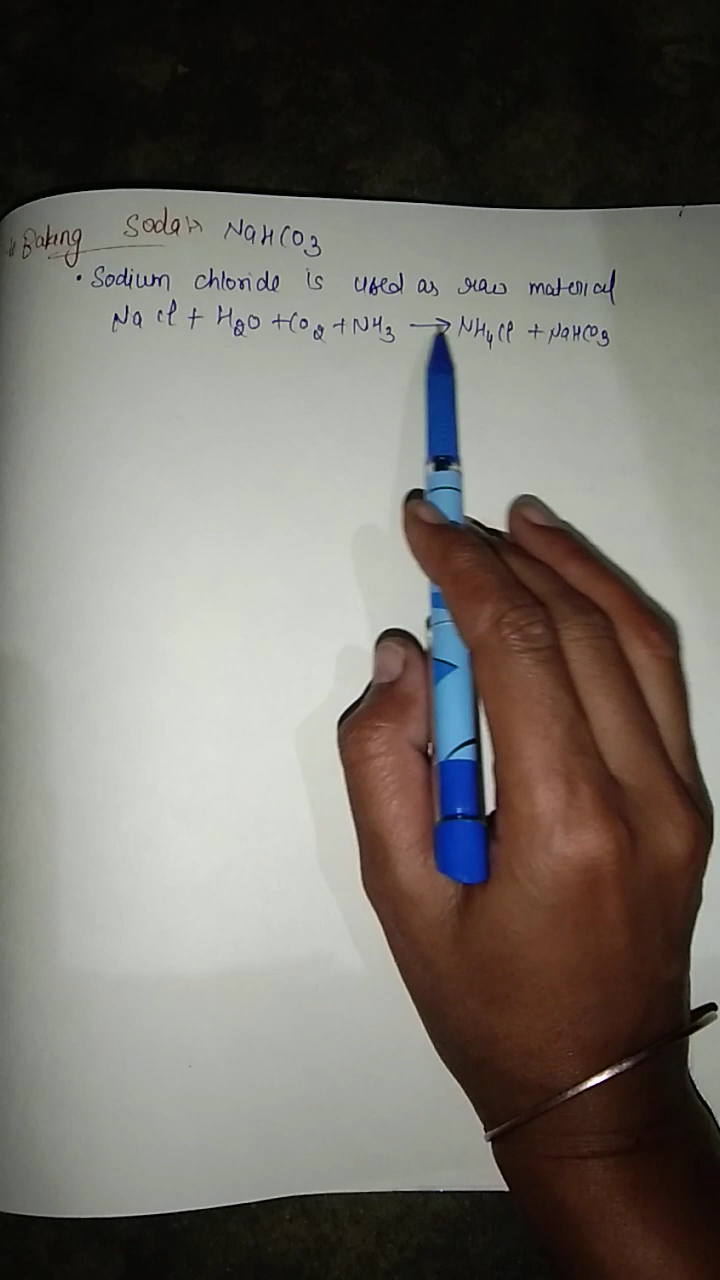 Baking Soda:- NaHCO3
• Sodium chloride is used as raw material
NaCl + H2O + CO2 + NH3 → NH4Cl + NaHCO3